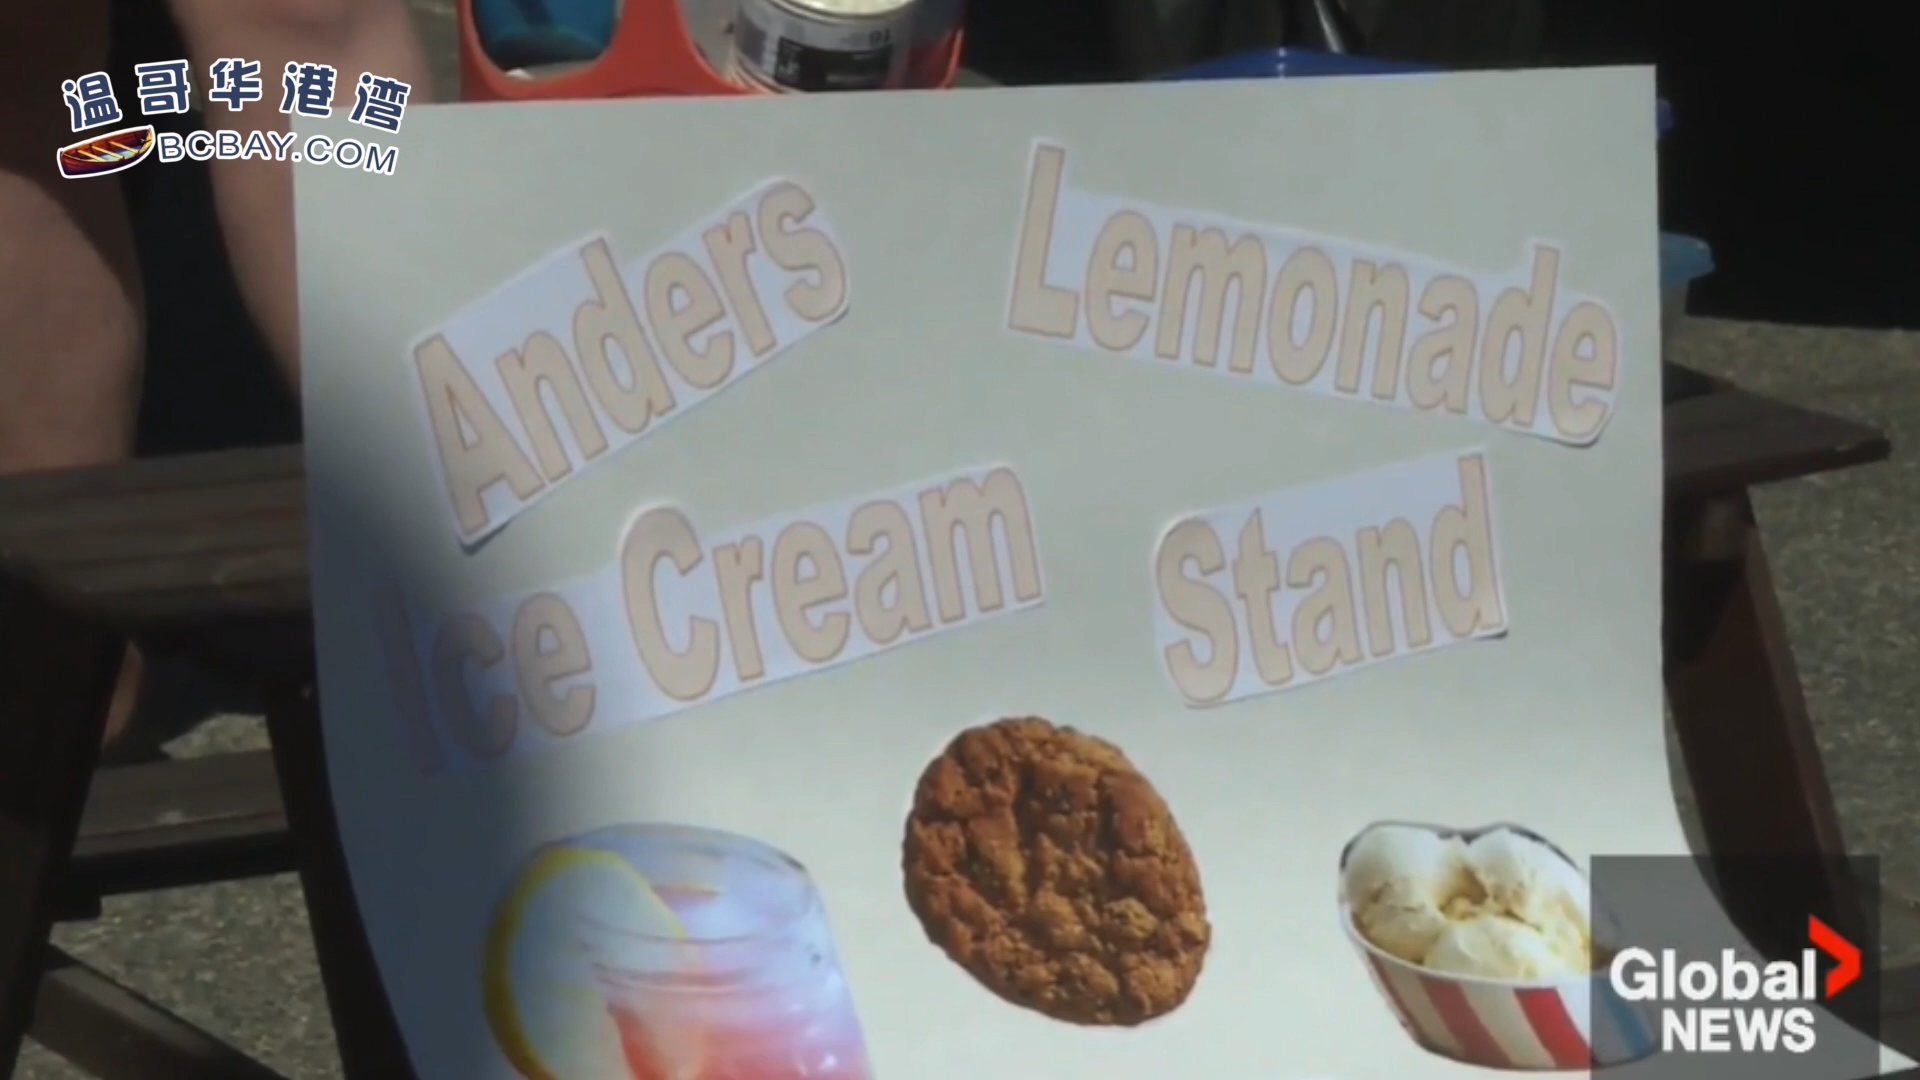 温哥华港湾
BCBAY.COM
Anders Lemonade
Ice Cream Stand
Global
NEWS